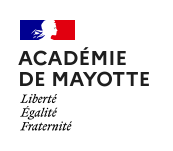 ACADÉMIE
DE MAYOTTE
Liberté
Égalité
Fraternité